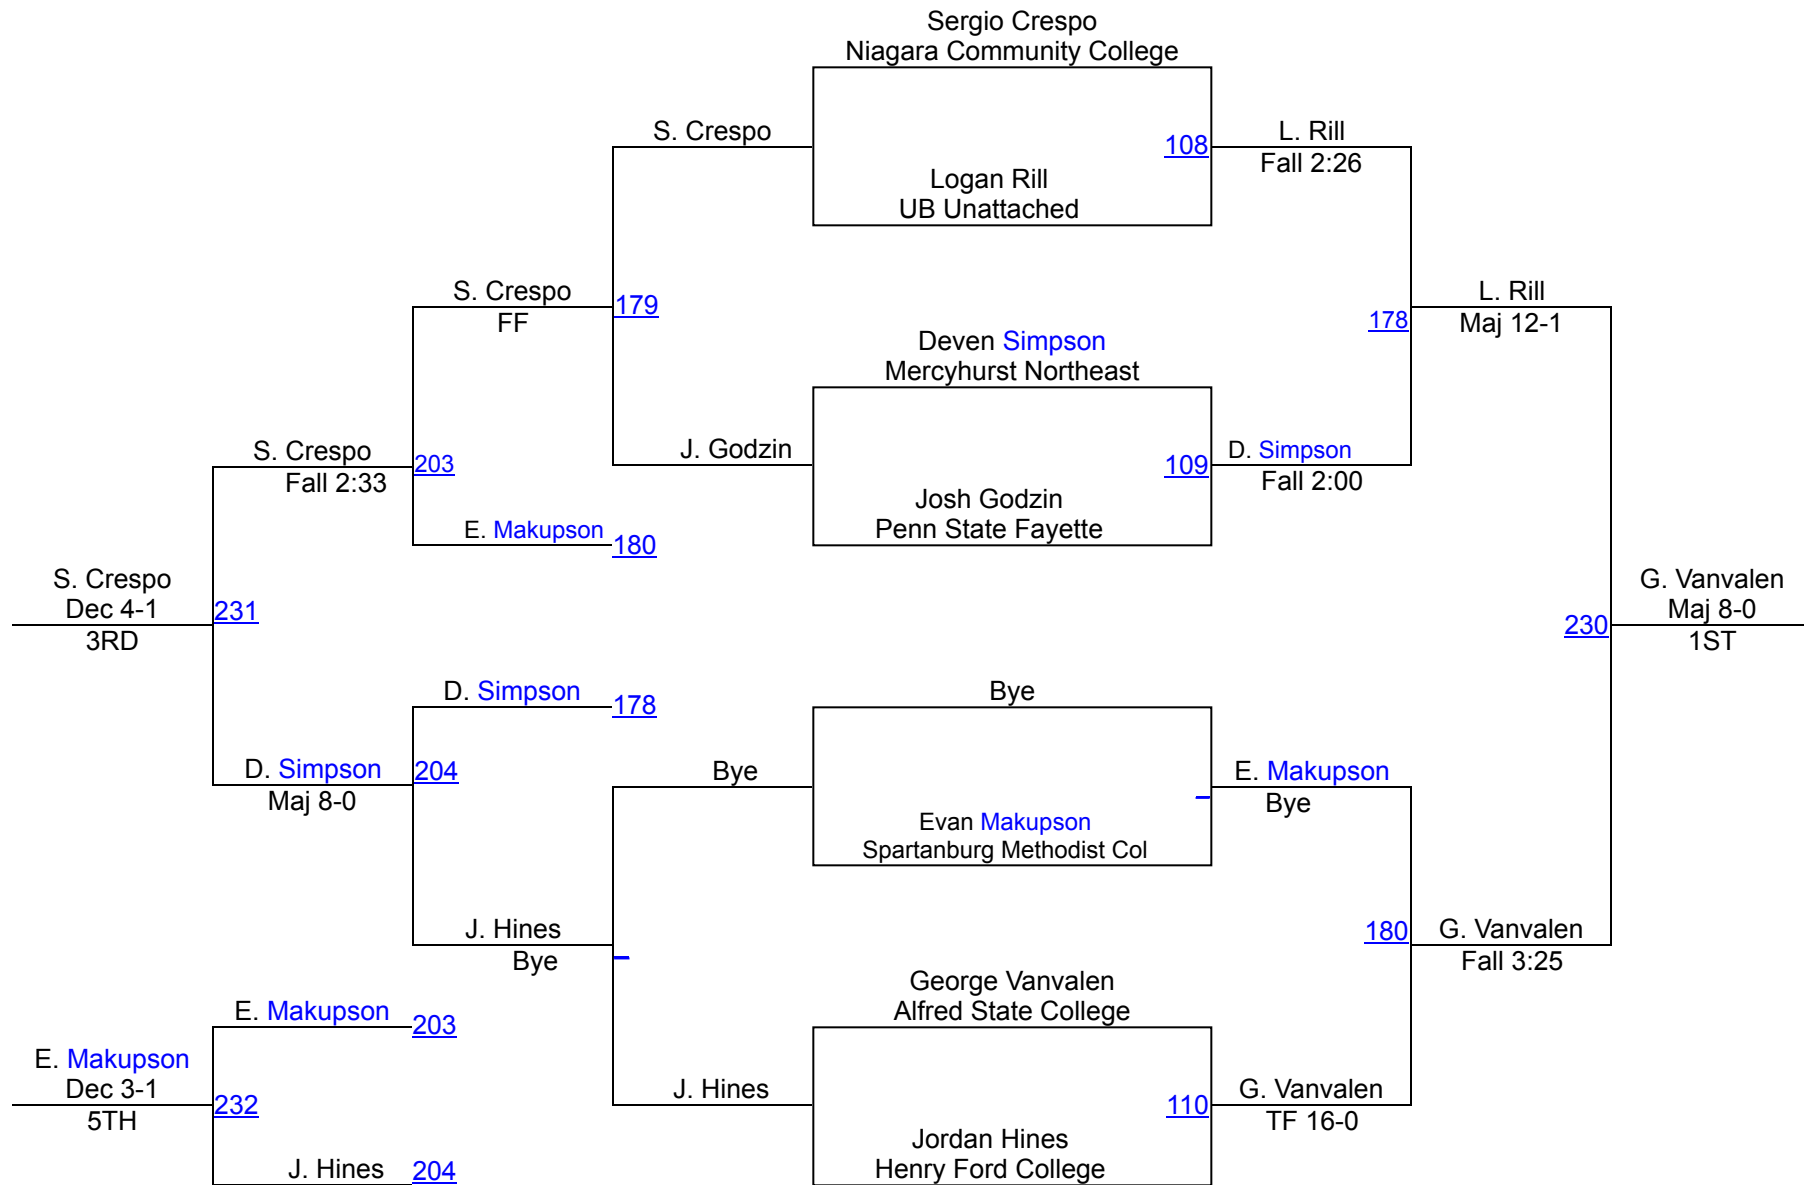 Sergio Crespo
Niagara Community College
S. Crespo
108
L. Rill
Fall 2:26
Logan Rill
UB Unattached
S. Crespo
FF
179
178
L. Rill
Maj 12-1
Deven Simpson
Mercyhurst Northeast
S. Crespo
Fall 2:33
203
J. Godzin
109
D. Simpson
Fall 2:00
Josh Godzin
Penn State Fayette
E. Makupson
180
S. Crespo
Dec 4-1
3RD
231
230
G. Vanvalen
Maj 8-0
1ST
D. Simpson
178
Bye
D. Simpson
Maj 8-0
204
Bye
E. Makupson
Bye
Evan Makupson
Spartanburg Methodist Col
J. Hines
Bye
180
G. Vanvalen
Fall 3:25
George Vanvalen
Alfred State College
E. Makupson
203
E. Makupson
Dec 3-1
5TH
232
J. Hines
110
G. Vanvalen
TF 16-0
Jordan Hines
Henry Ford College
J. Hines
204